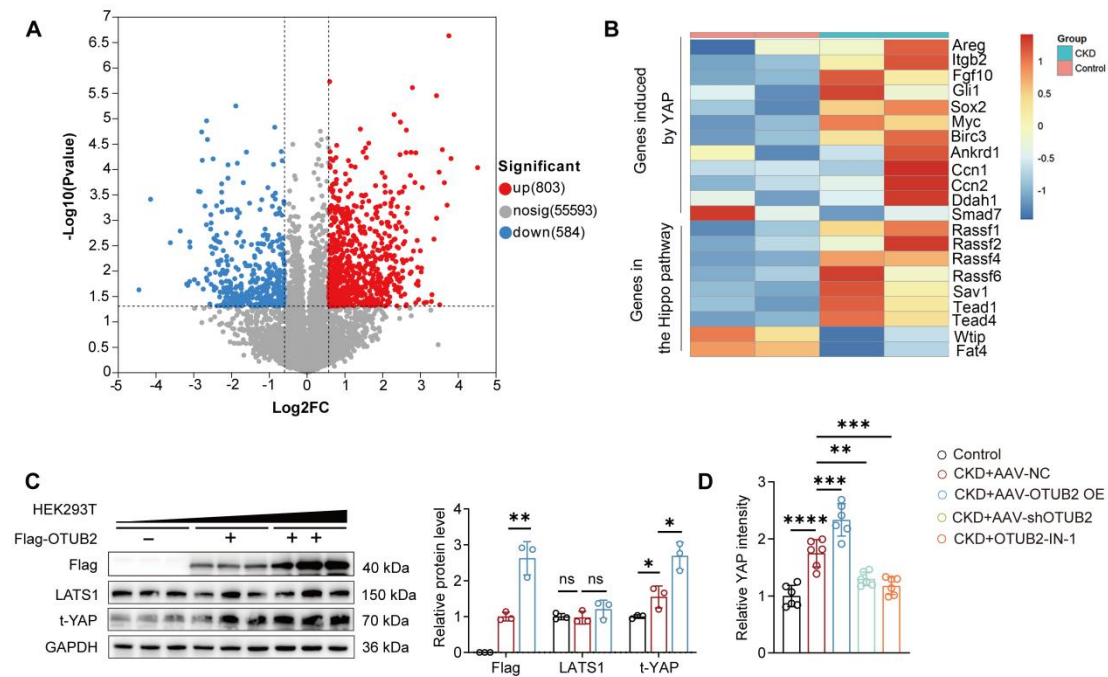 A
-Log10(Pvalue)
7
6.5
6
5.5
5
4.5
4
3.5
3
2.5
2
1.5
1
0.5
0
-5 -4 -3 -2 -1 0 1 2 3 4 5
Log2FC
Significant
up(803)
nosig(55593)
down(584)
B
Genes induced
by YAP
Genes in
the Hippo pathway
Areg
Itgb2
Fgf10
Gli1
Sox2
Myc
Birc3
Ankrd1
Ccn1
Ccn2
Ddah1
Smad7
Rassf1
Rassf2
Rassf4
Rassf6
Sav1
Tead1
Tead4
Wtip
Fat4
1
0.5
0
-0.5
-1
Group
CKD
Control
C
HEK293T
Flag-OTUB2 – + + +
Flag 40 kDa
LATS1 150 kDa
t-YAP 70 kDa
GAPDH 36 kDa
Relative protein level
4
3
2
1
0
** ns ns * *
Flag LATS1 t-YAP
D
Relative YAP intensity
3
2
1
0
***
**
***
****
Control
CKD+AAV-NC
CKD+AAV-OTUB2 OE
CKD+AAV-shOTUB2
CKD+OTUB2-IN-1